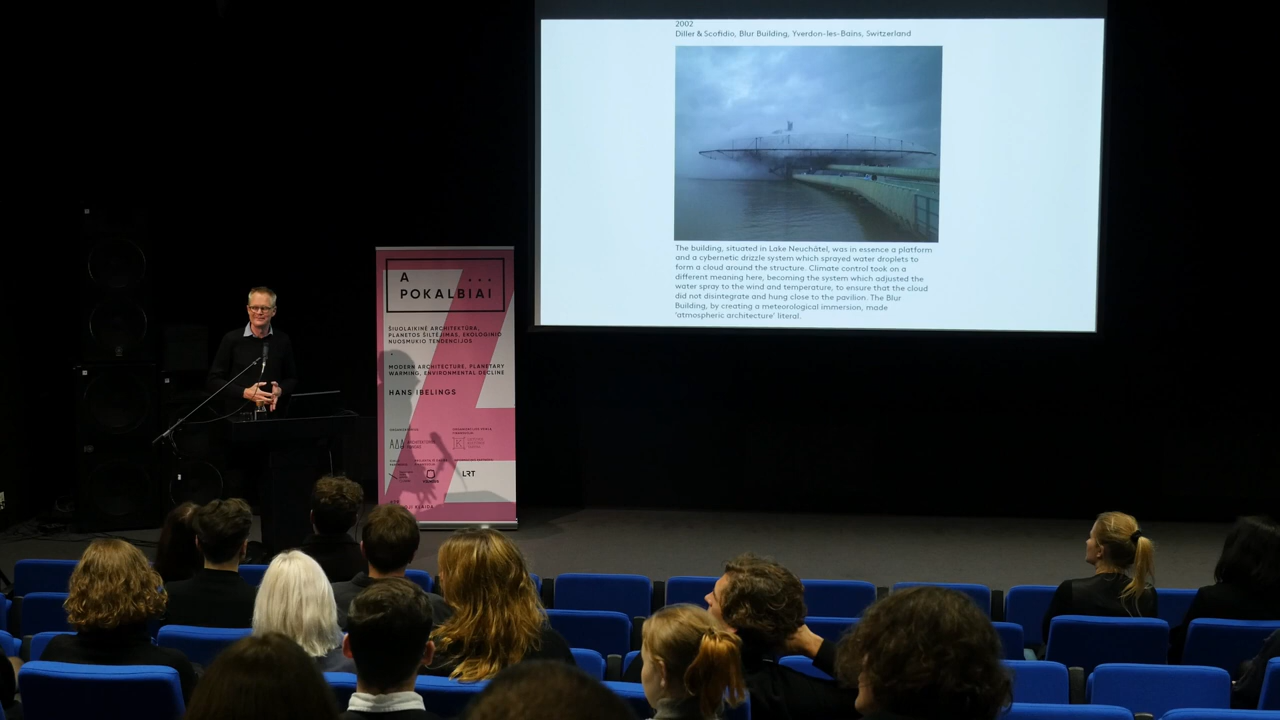 2002
Diller & Scofidio, Blur Building, Yverdon-les-Bains, Switzerland
The building, situated in Lake Neuchâtel, was in essence a platform
and a cybernetic drizzle system which sprayed water droplets to
form a cloud around the structure. Climate control took on a
different meaning here, becoming the system which adjusted the
water spray to the wind and temperature, to ensure that the cloud
did not disintegrate and hung close to the pavilion. The Blur
Building, by creating a meteorological immersion, made
'atmospheric architecture' literal.
A ...
POKALBIAI
ŠIUOLAIKINĖ ARCHITEKTŪRA,
PLANETOS ŠILTĖJIMAS, EKOLOGINIO
NUOSMUKIO TENDENCIJOS
MODERN ARCHITECTURE, PLANETARY
WARMING, ENVIRONMENTAL DECLINE
HANS IBELINGS
LRT